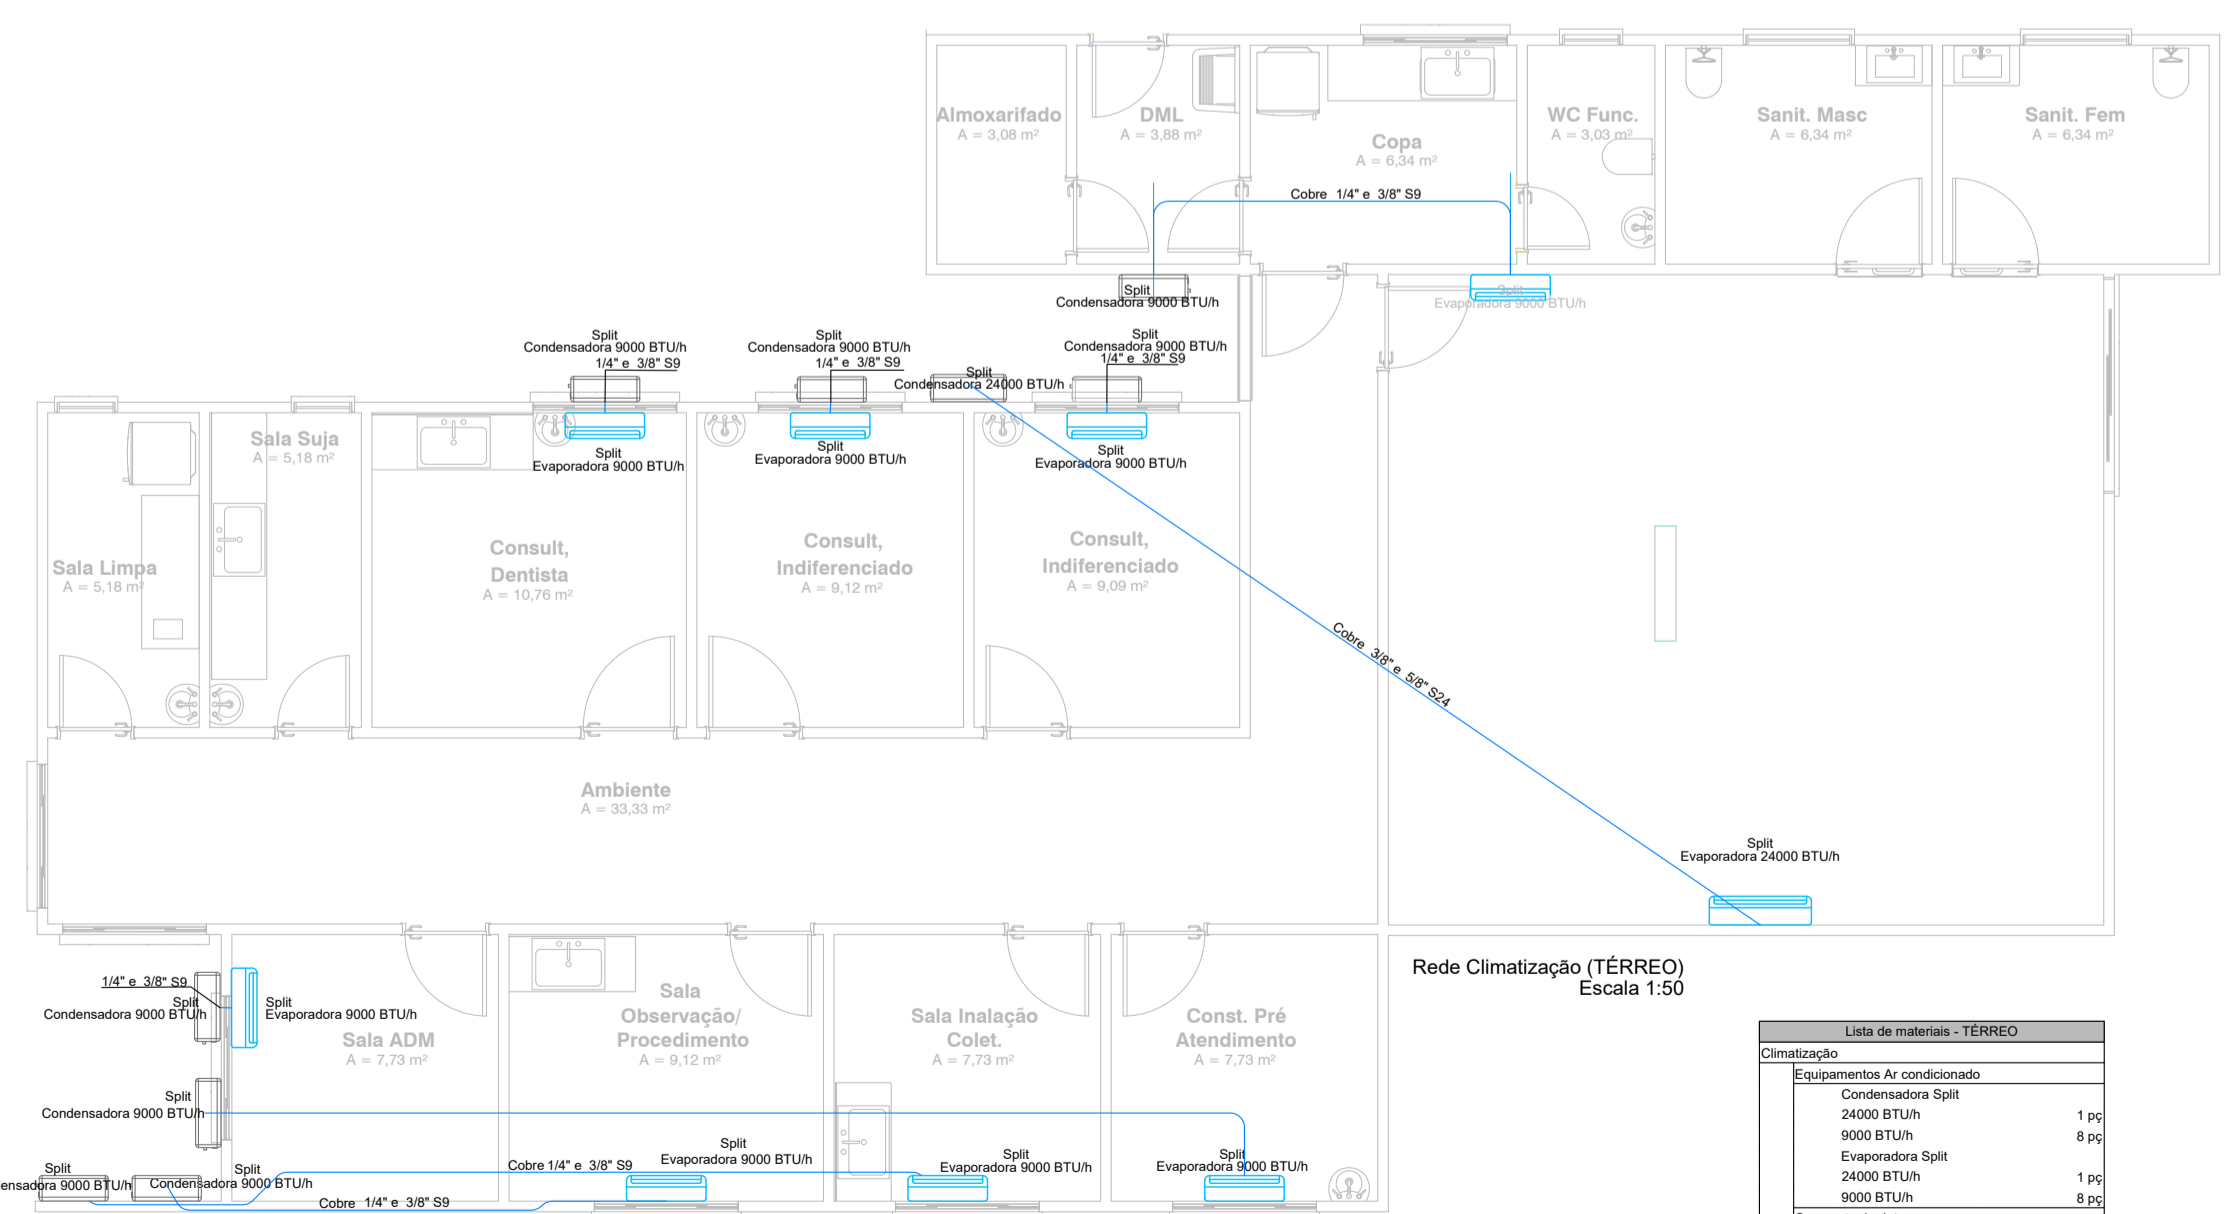 Almoxarifado
A = 3,08 m²
DML
A = 3,88 m²
Copa
A = 6,34 m²
WC Func.
A = 3,03 m²
Sanit. Masc
A = 6,34 m²
Sanit. Fem
A = 6,34 m²
Cobre 1/4" e 3/8" S9
Split
Condensadora 9000 BTU/h
Split
Evaporadora 9000 BTU/h
Split
Condensadora 9000 BTU/h
1/4" e 3/8" S9
Split
Condensadora 9000 BTU/h
1/4" e 3/8" S9
Split
Condensadora 24000 BTU/h
Split
Condensadora 9000 BTU/h
1/4" e 3/8" S9
Sala Suja
A = 5,18 m²
Split
Evaporadora 9000 BTU/h
Split
Evaporadora 9000 BTU/h
Split
Evaporadora 9000 BTU/h
Sala Limpa
A = 5,18 m²
Consult,
Dentista
A = 10,76 m²
Consult,
Indiferenciado
A = 9,12 m²
Consult,
Indiferenciado
A = 9,09 m²
Cobre 3/8" e 5/8" S24
Ambiente
A = 33,33 m²
Split
Evaporadora 24000 BTU/h
Rede Climatização (TÉRREO)
Escala 1:50
1/4" e 3/8" S9
Split
Condensadora 9000 BTU/h
Split
Evaporadora 9000 BTU/h
Sala ADM
A = 7,73 m²
Sala
Observação/
Procedimento
A = 9,12 m²
Sala Inalação
Colet.
A = 7,73 m²
Const. Pré
Atendimento
A = 7,73 m²
Split
Condensadora 9000 BTU/h
Split
ensadora 9000 BTU/h
Split
Condensadora 9000 BTU/h
Cobre 1/4" e 3/8" S9
Cobre 1/4" e 3/8" S9
Split
Evaporadora 9000 BTU/h
Split
Evaporadora 9000 BTU/h
Split
Evaporadora 9000 BTU/h
Lista de materiais - TÉRREO
Climatização
Equipamentos Ar condicionado
Condensadora Split
24000 BTU/h 1 pç
9000 BTU/h 8 pç
Evaporadora Split
24000 BTU/h 1 pç
9000 BTU/h 8 pç